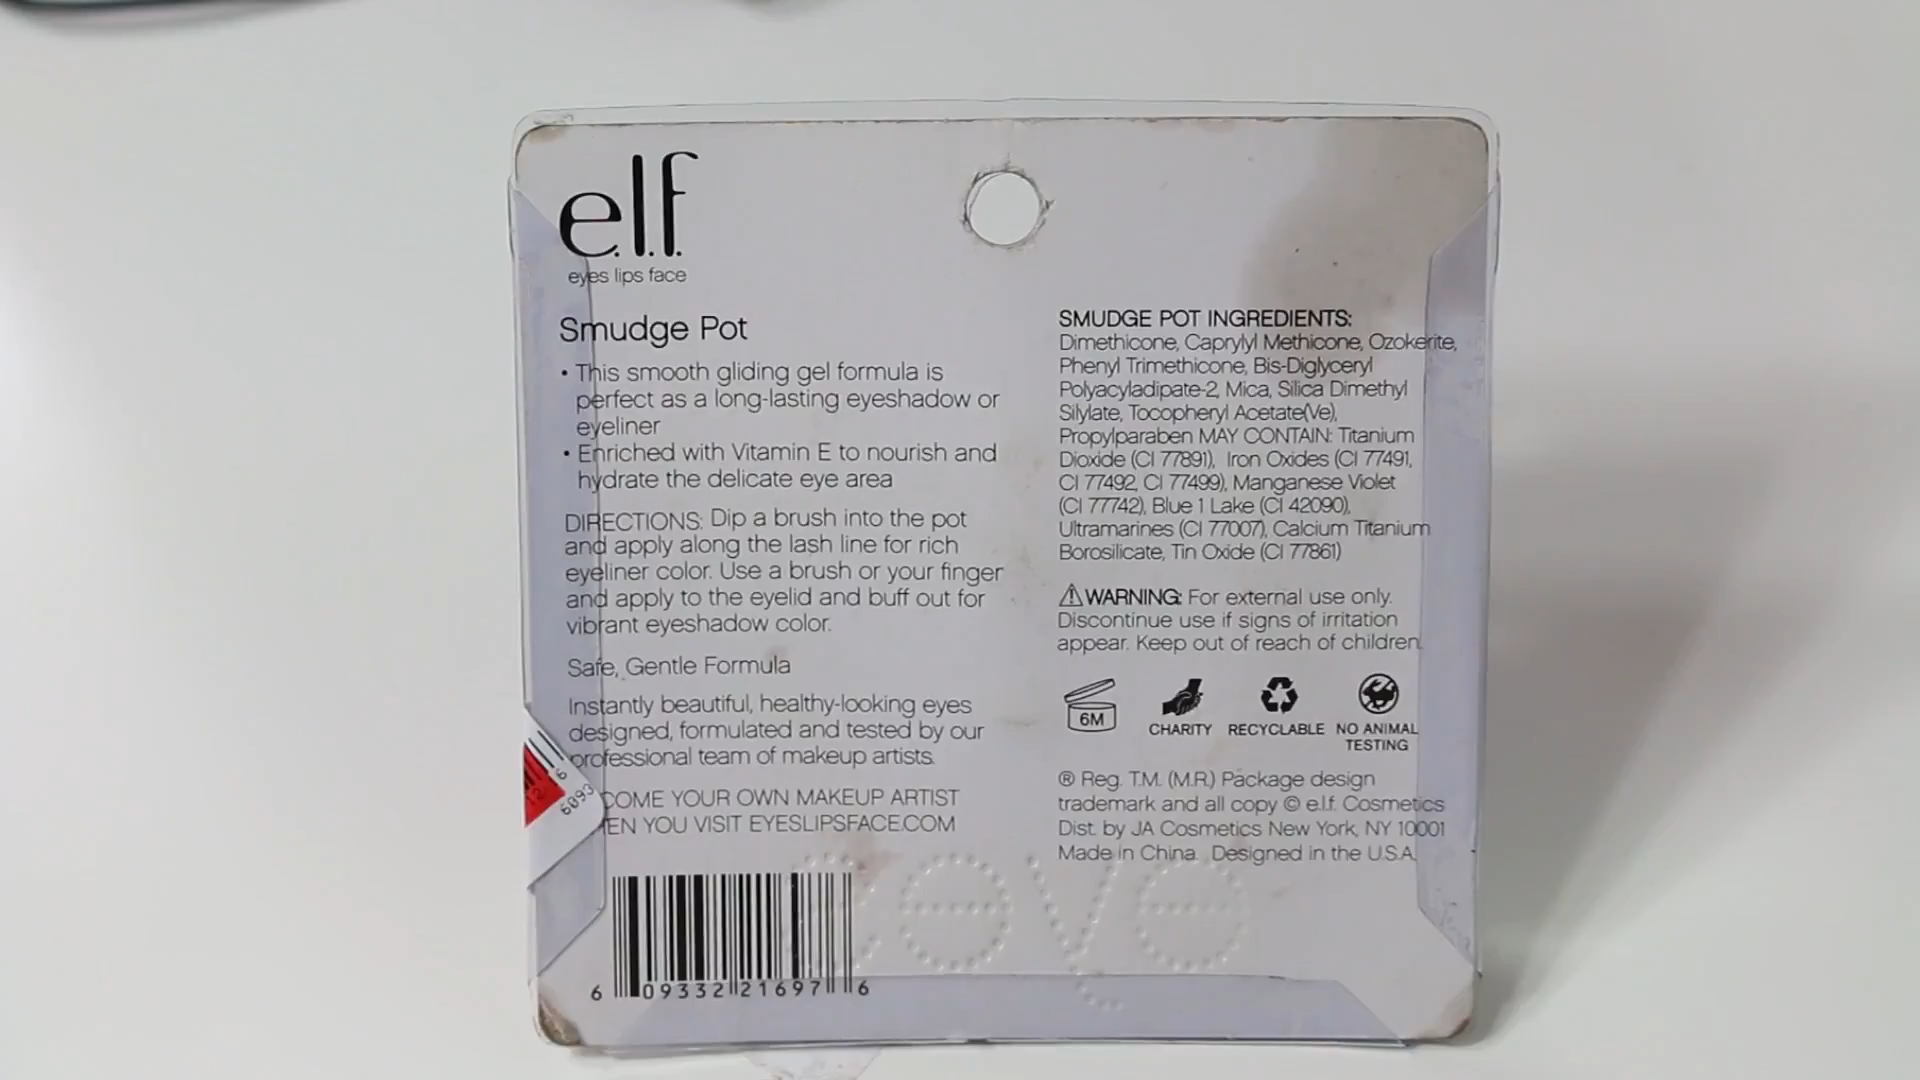 e.l.f.
eyes lips face
Smudge Pot
• This smooth gliding gel formula is
perfect as a long-lasting eyeshadow or
eyeliner
• Enriched with Vitamin E to nourish and
hydrate the delicate eye area
DIRECTIONS: Dip a brush into the pot
and apply along the lash line for rich
eyeliner color. Use a brush or your finger
and apply to the eyelid and buff out for
vibrant eyeshadow color.
Safe, Gentle Formula
Instantly beautiful, healthy-looking eyes
designed, formulated and tested by our
professional team of makeup artists.
COME YOUR OWN MAKEUP ARTIST
EN YOU VISIT EYESLIPSFACE.COM
6 09332 21697 6
SMUDGE POT INGREDIENTS:
Dimethicone, Caprylyl Methicone, Ozokerite,
Phenyl Trimethicone, Bis-Diglyceryl
Polyacyladipate-2, Mica, Silica Dimethyl
Silylate, Tocopheryl Acetate(Ve),
Propylparaben MAY CONTAIN: Titanium
Dioxide (CI 77891), Iron Oxides (CI 77491,
CI 77492, CI 77499), Manganese Violet
(CI 77742), Blue 1 Lake (CI 42090),
Ultramarines (CI 77007), Calcium Titanium
Borosilicate, Tin Oxide (CI 77861)
⚠ WARNING: For external use only.
Discontinue use if signs of irritation
appear. Keep out of reach of children.
6M
CHARITY RECYCLABLE NO ANIMAL
TESTING
® Reg. T.M. (M.R.) Package design
trademark and all copy © e.l.f. Cosmetics
Dist. by JA Cosmetics New York, NY 10001
Made in China. Designed in the U.S.A.
6093
eye